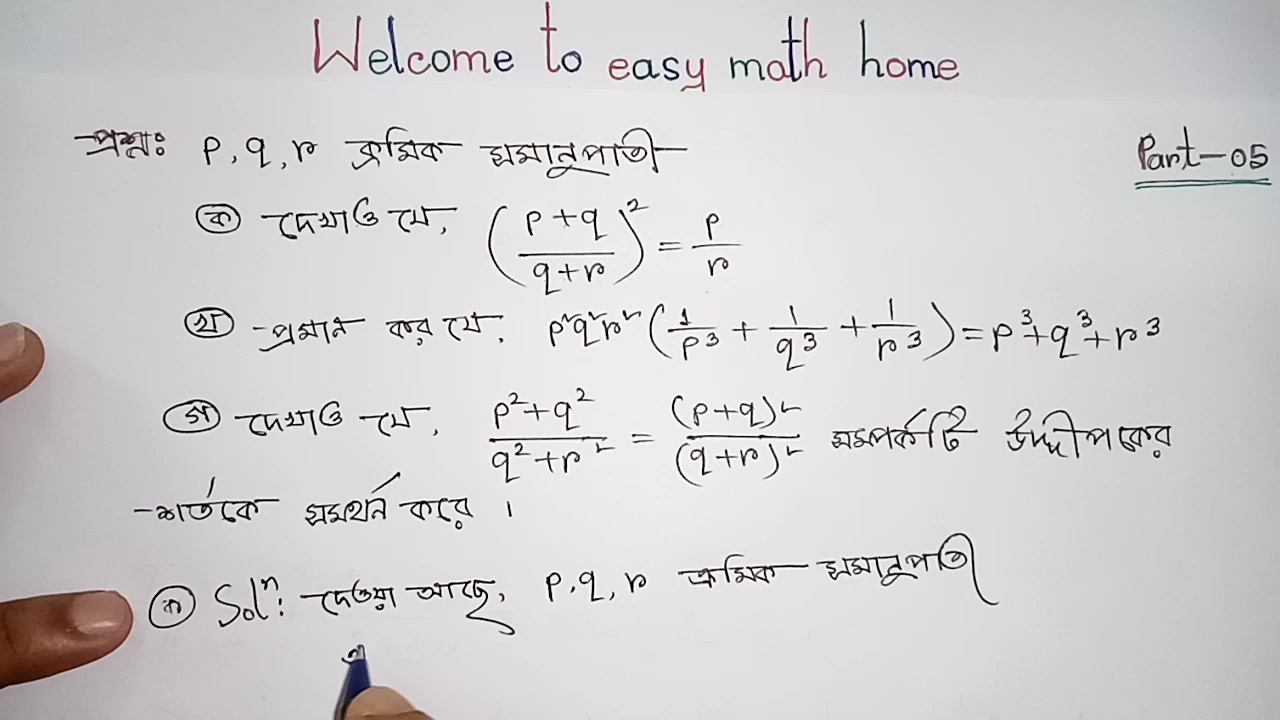 Welcome to easy math home
প্রশ্নঃ p, q, r ক্রমিক সমানুপাতী
Part-05
ক দেখাও যে, (p+q/q+r)² = p/r
খ প্রমান কর যে, p²q²r²(1/p³ + 1/q³ + 1/r³) = p³+q³+r³
গ দেখাও যে, p²+q²/q²+r² = (p+q)²/(q+r)² সম্পর্কটি উদ্দীপকের
শর্তকে সমর্থন করে ।
ক Solⁿ: দেওয়া আছে, p, q, r ক্রমিক সমানুপাতী